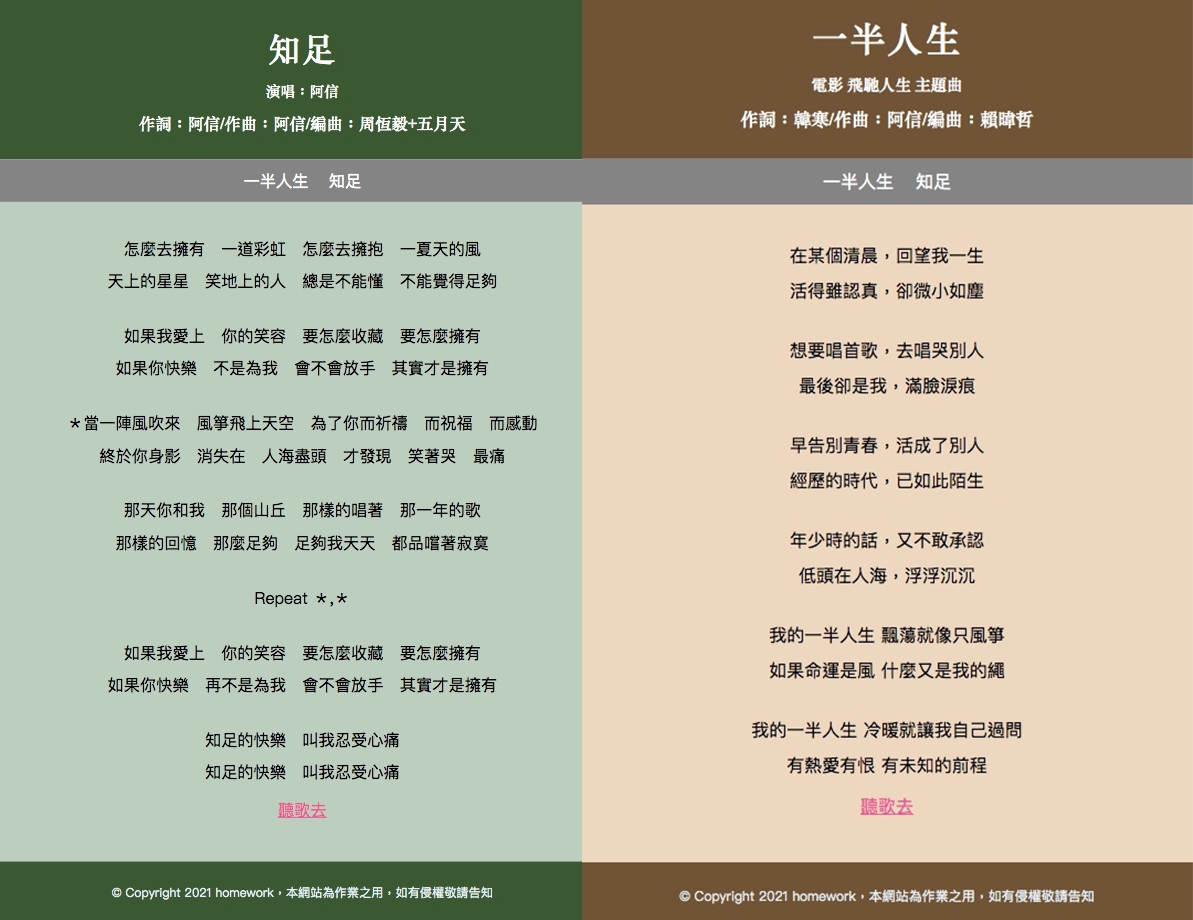 知足
演唱：阿信
作詞：阿信/作曲：阿信/編曲：周恆毅+五月天
一半人生　知足
怎麼去擁有　一道彩虹　怎麼去擁抱　一夏天的風
天上的星星　笑地上的人　總是不能懂　不能覺得足夠
如果我愛上　你的笑容　要怎麼收藏　要怎麼擁有
如果你快樂　不是為我　會不會放手　其實才是擁有
＊當一陣風吹來　風箏飛上天空　為了你而祈禱　而祝福　而感動
終於你身影　消失在　人海盡頭　才發現　笑著哭　最痛
那天你和我　那個山丘　那樣的唱著　那一年的歌
那樣的回憶　那麼足夠　足夠我天天　都品嚐著寂寞
Repeat ＊,＊
如果我愛上　你的笑容　要怎麼收藏　要怎麼擁有
如果你快樂　再不是為我　會不會放手　其實才是擁有
知足的快樂　叫我忍受心痛
知足的快樂　叫我忍受心痛
聽歌去
© Copyright 2021 homework，本網站為作業之用，如有侵權敬請告知
一半人生
電影 飛馳人生 主題曲
作詞：韓寒/作曲：阿信/編曲：賴暐哲
一半人生　知足
在某個清晨，回望我一生
活得雖認真，卻微小如塵
想要唱首歌，去唱哭別人
最後卻是我，滿臉淚痕
早告別青春，活成了別人
經歷的時代，已如此陌生
年少時的話，又不敢承認
低頭在人海，浮浮沉沉
我的一半人生 飄蕩就像只風箏
如果命運是風 什麼又是我的繩
我的一半人生 冷暖就讓我自己過問
有熱愛有恨 有未知的前程
聽歌去
© Copyright 2021 homework，本網站為作業之用，如有侵權敬請告知